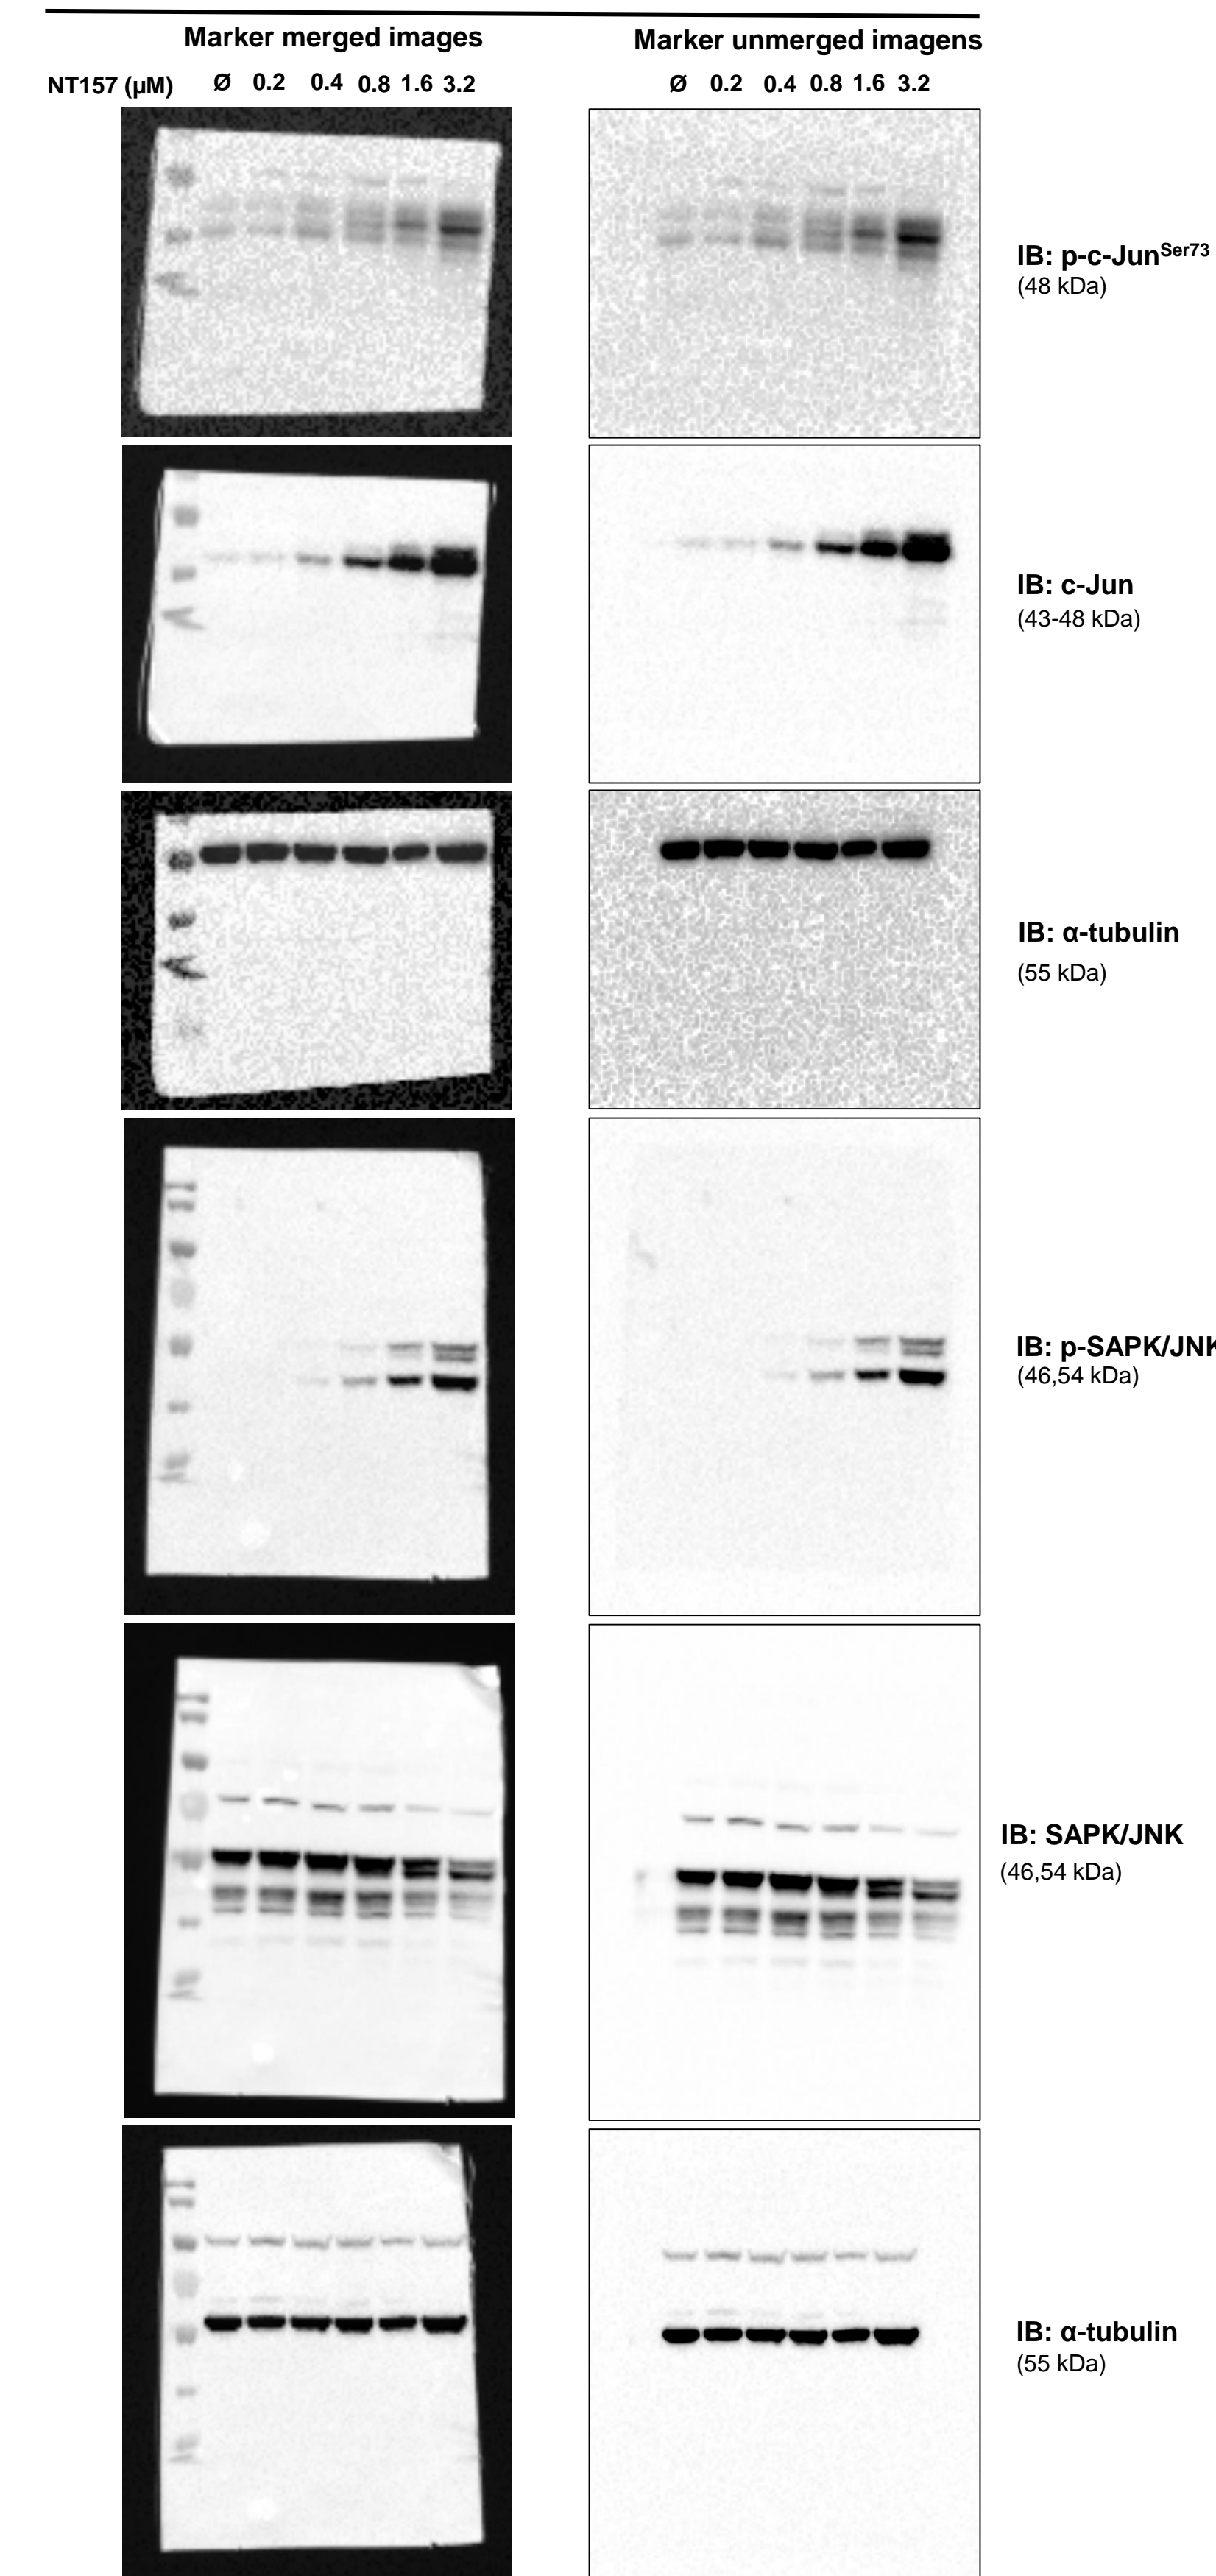 Marker merged images
Marker unmerged imagens
NT157 (µM) Ø 0.2 0.4 0.8 1.6 3.2
Ø 0.2 0.4 0.8 1.6 3.2
IB: p-c-JunSer73
(48 kDa)
IB: c-Jun
(43-48 kDa)
IB: α-tubulin
(55 kDa)
IB: p-SAPK/JNK
(46,54 kDa)
IB: SAPK/JNK
(46,54 kDa)
IB: α-tubulin
(55 kDa)